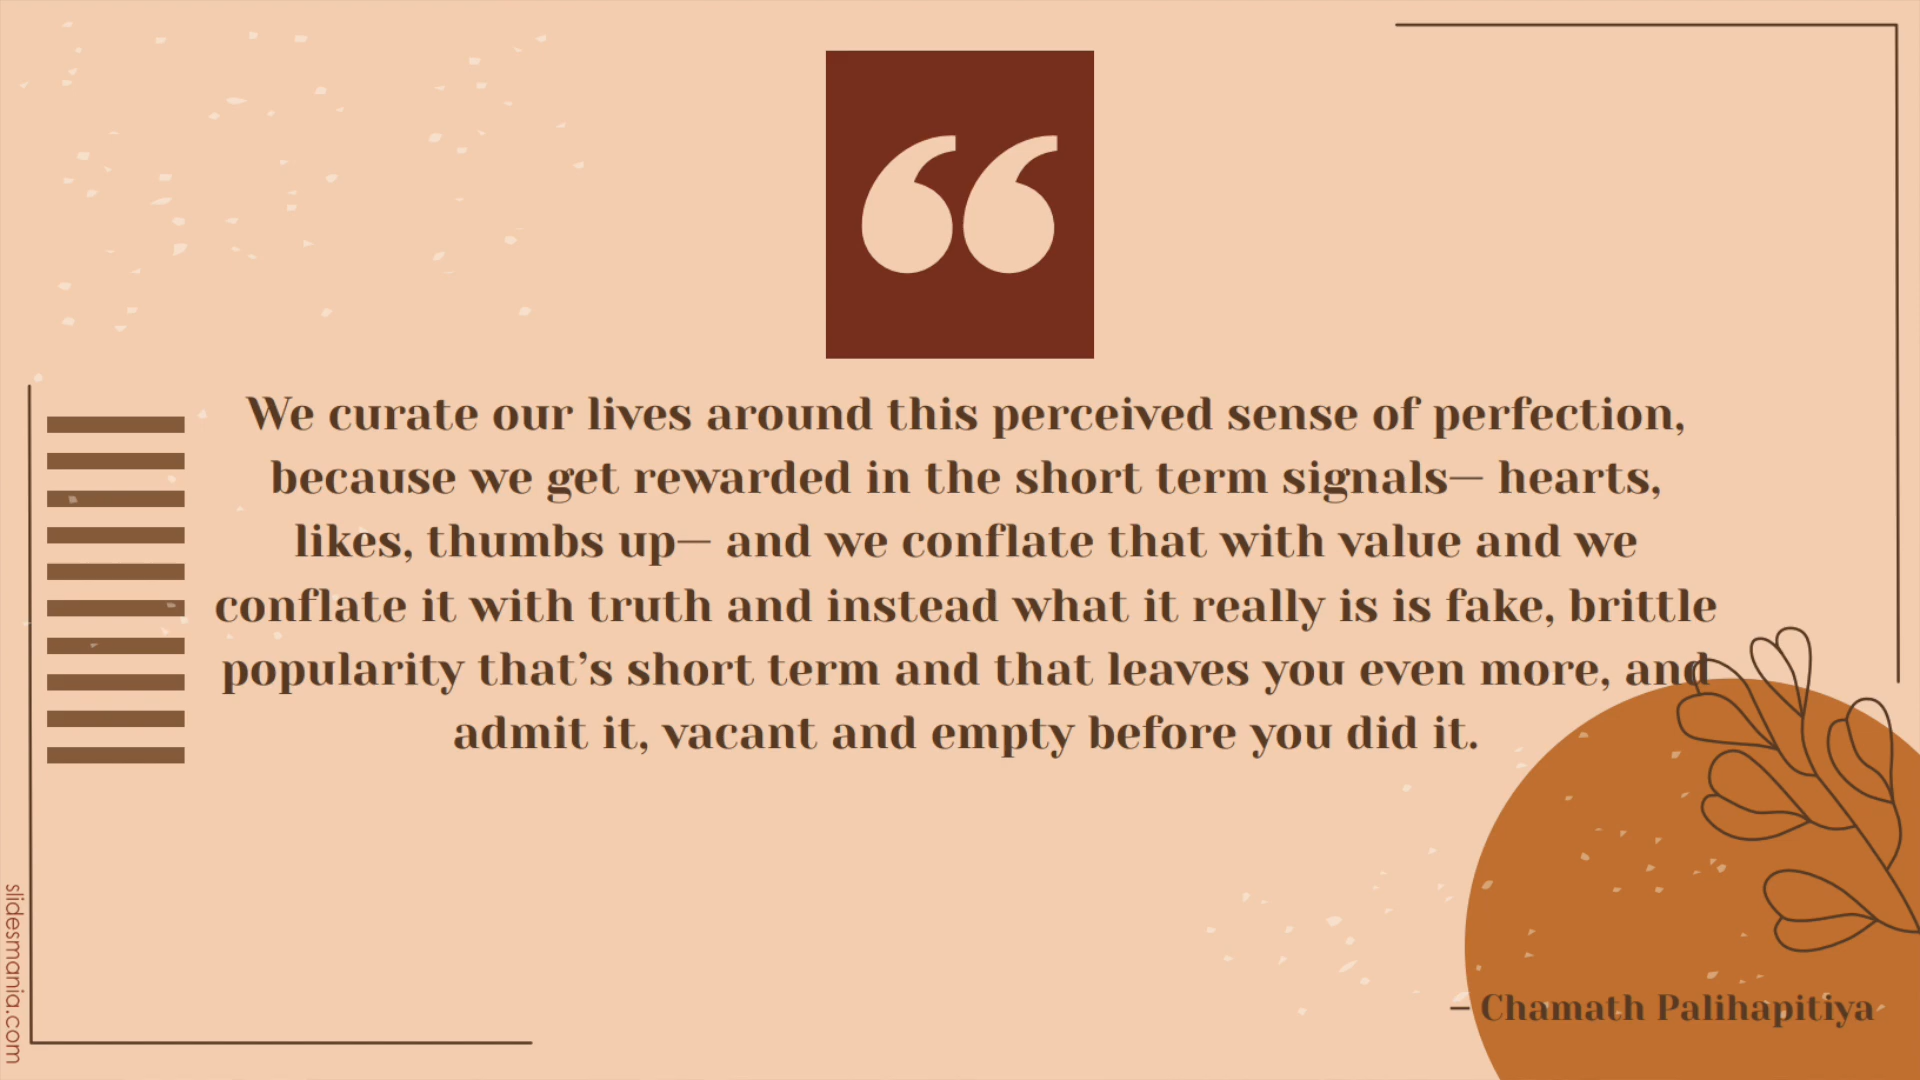 “
We curate our lives around this perceived sense of perfection,
because we get rewarded in the short term signals— hearts,
likes, thumbs up— and we conflate that with value and we
conflate it with truth and instead what it really is is fake, brittle
popularity that’s short term and that leaves you even more, and
admit it, vacant and empty before you did it.
– Chamath Palihapitiya
slidesmania.com